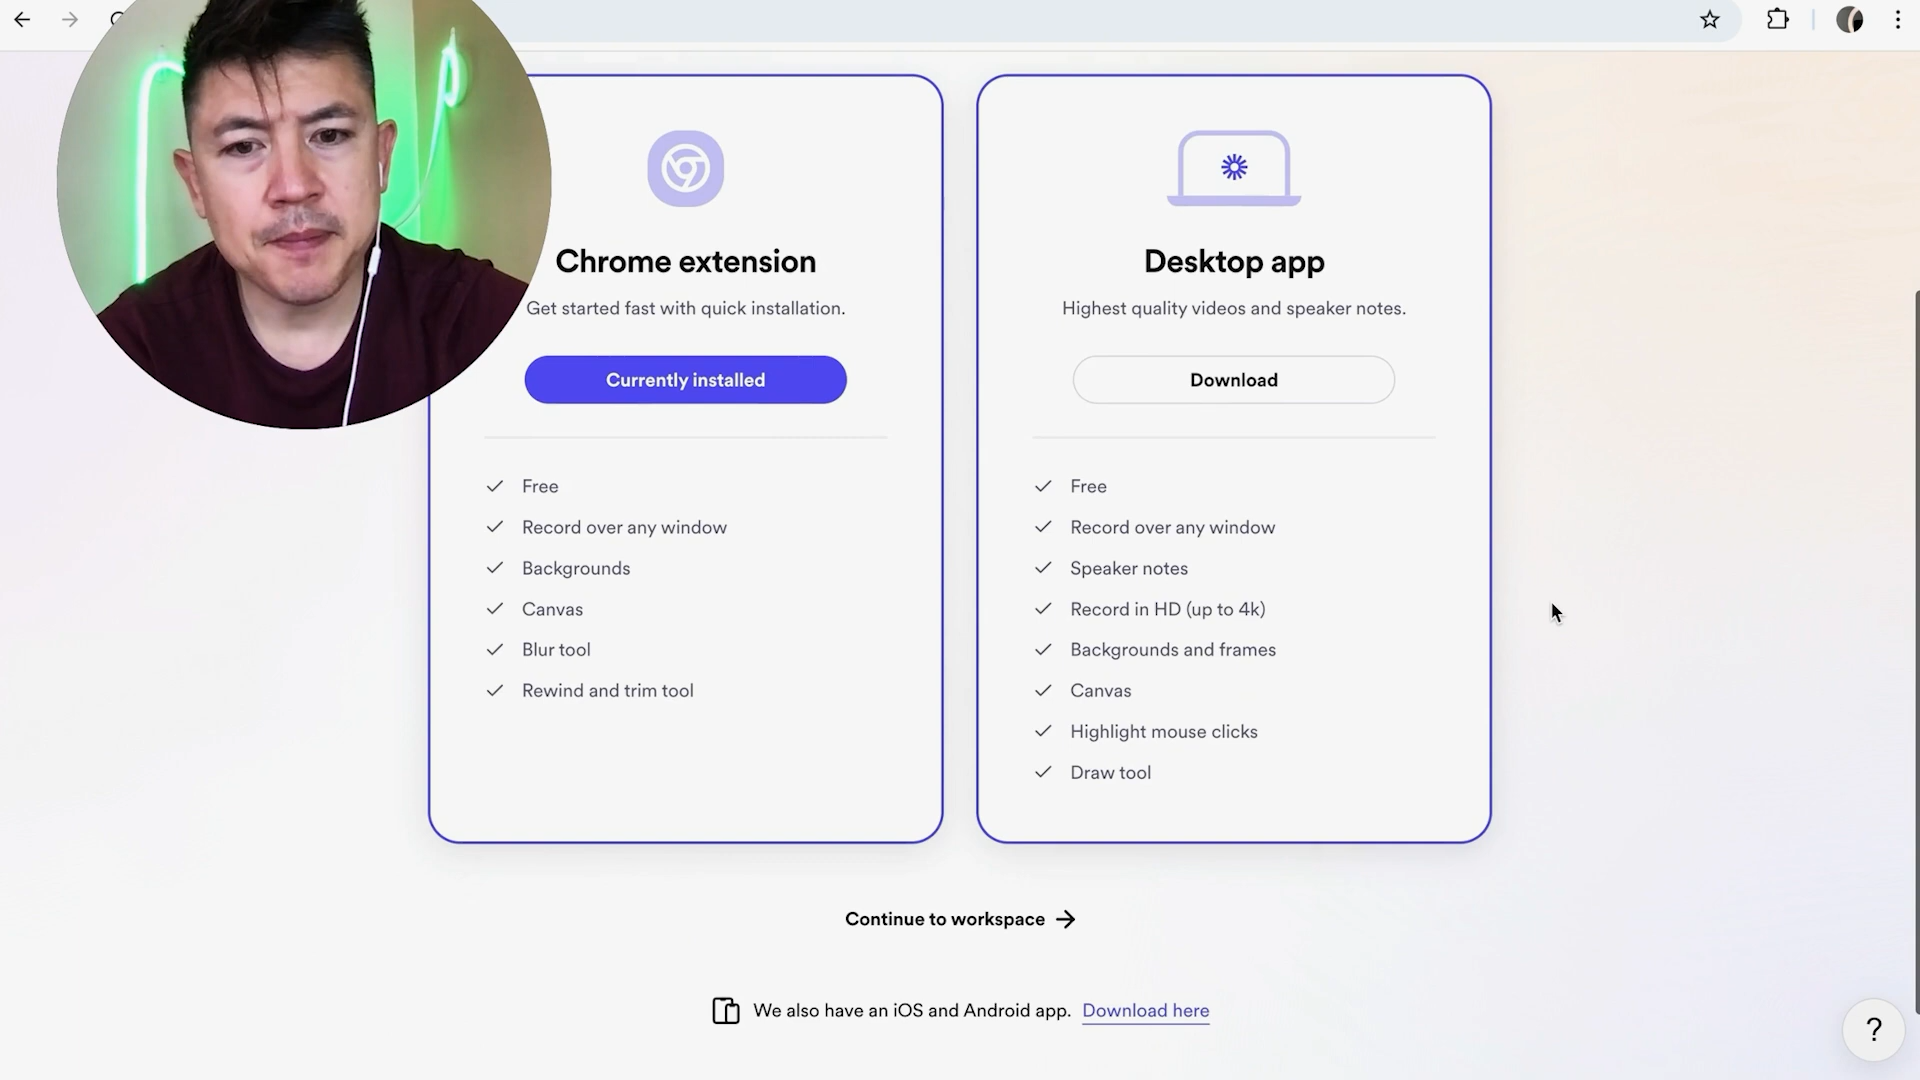 Chrome extension
Get started fast with quick installation.
Currently installed
Free
Record over any window
Backgrounds
Canvas
Blur tool
Rewind and trim tool
Desktop app
Highest quality videos and speaker notes.
Download
Free
Record over any window
Speaker notes
Record in HD (up to 4k)
Backgrounds and frames
Canvas
Highlight mouse clicks
Draw tool
Continue to workspace →
We also have an iOS and Android app. Download here
?